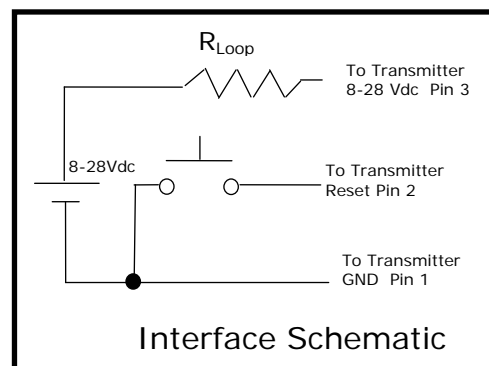 R_Loop
To Transmitter
8-28 Vdc Pin 3
8-28Vdc
To Transmitter
Reset Pin 2
To Transmitter
GND Pin 1
Interface Schematic